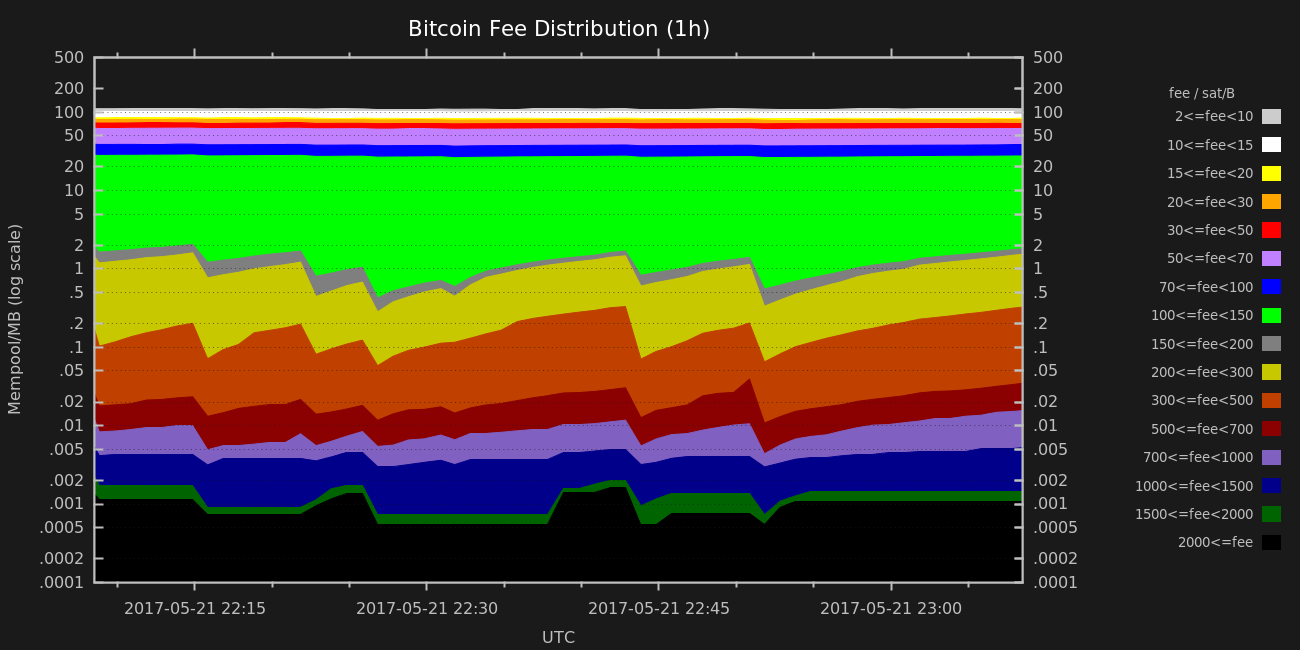 Bitcoin Fee Distribution (1h)
Mempool/MB (log scale)
500
200
100
50
20
10
5
2
1
.5
.2
.1
.05
.02
.01
.005
.002
.001
.0005
.0002
.0001
500
200
100
50
20
10
5
2
1
.5
.2
.1
.05
.02
.01
.005
.002
.001
.0005
.0002
.0001
2017-05-21 22:15
2017-05-21 22:30
2017-05-21 22:45
2017-05-21 23:00
UTC
fee / sat/B
2<=fee<10
10<=fee<15
15<=fee<20
20<=fee<30
30<=fee<50
50<=fee<70
70<=fee<100
100<=fee<150
150<=fee<200
200<=fee<300
300<=fee<500
500<=fee<700
700<=fee<1000
1000<=fee<1500
1500<=fee<2000
2000<=fee